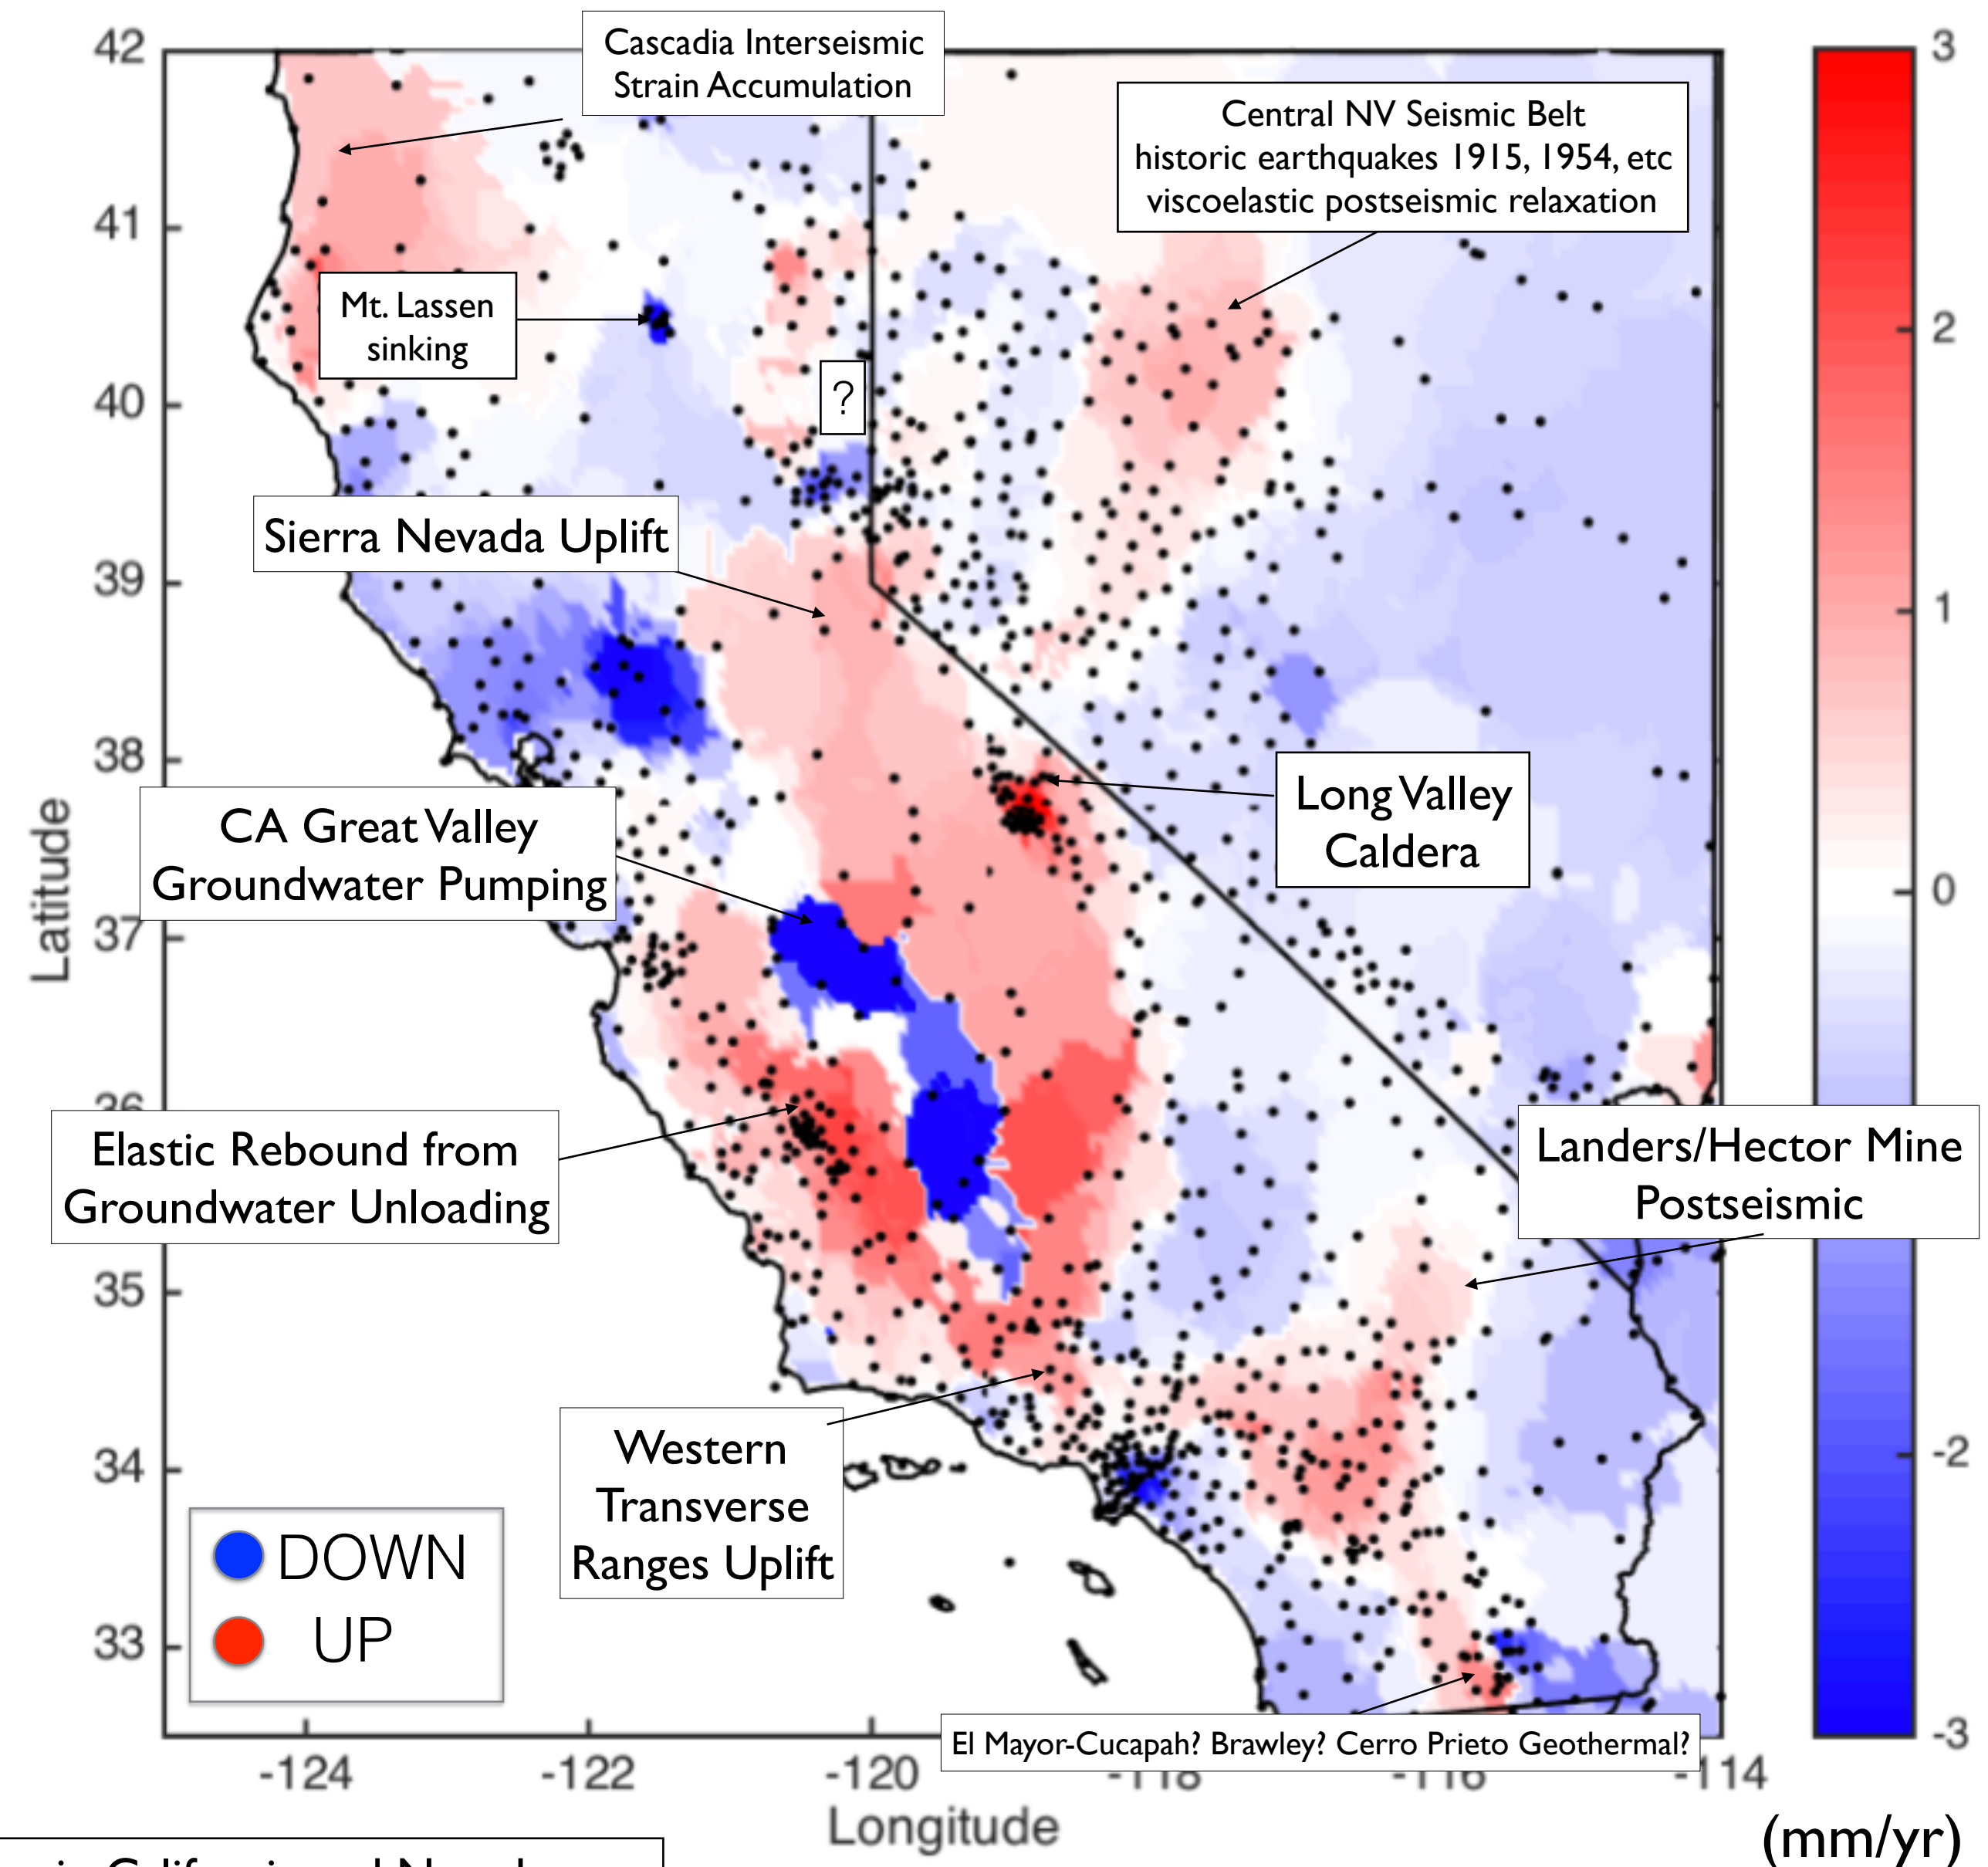 42
Cascadia Interseismic
Strain Accumulation
3
Central NV Seismic Belt
historic earthquakes 1915, 1954, etc
viscoelastic postseismic relaxation
41
Mt. Lassen
sinking
2
40
?
Sierra Nevada Uplift
39
1
38
Long Valley
Caldera
CA Great Valley
Groundwater Pumping
0
Latitude
37
36
Elastic Rebound from
Groundwater Unloading
Landers/Hector Mine
Postseismic
35
Western
Transverse
Ranges Uplift
34
-2
DOWN
UP
33
El Mayor-Cucapah? Brawley? Cerro Prieto Geothermal?
-3
-124
-122
-120
-118
-116
-114
Longitude
(mm/yr)